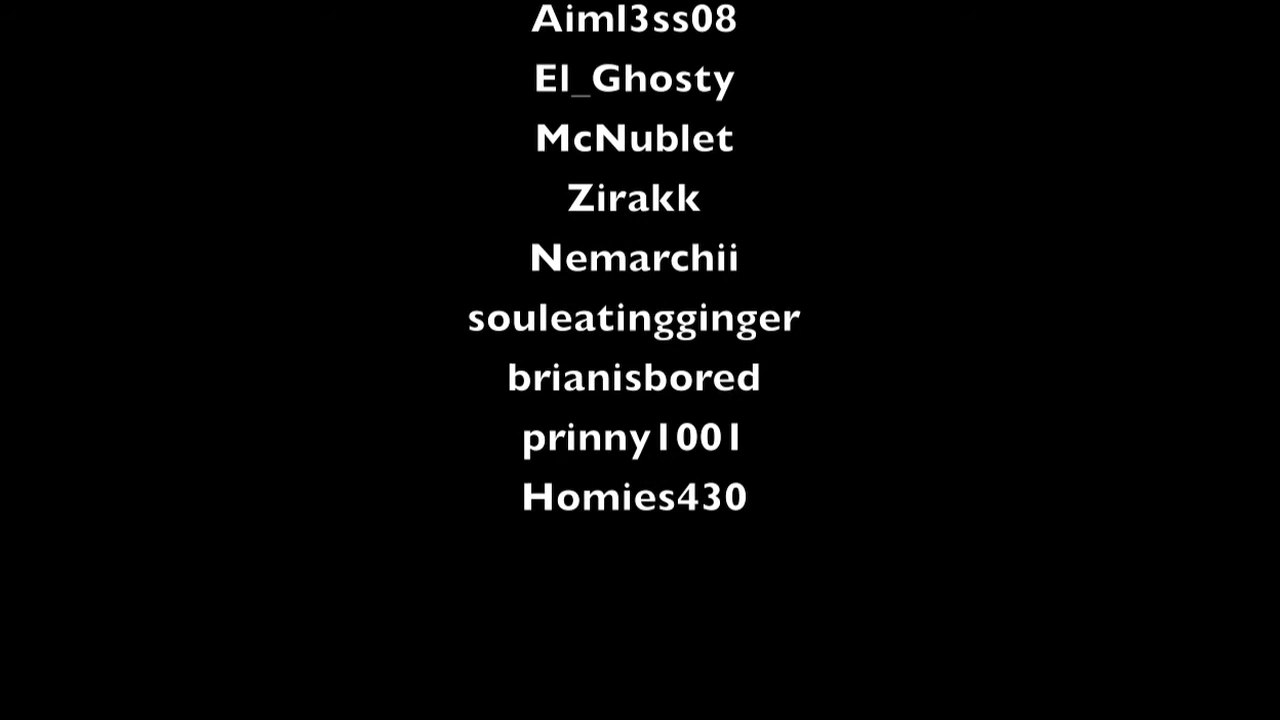 Aiml3ss08
El_Ghosty
McNublet
Zirakk
Nemarchii
souleatingginger
brianisbored
prinny1001
Homies430